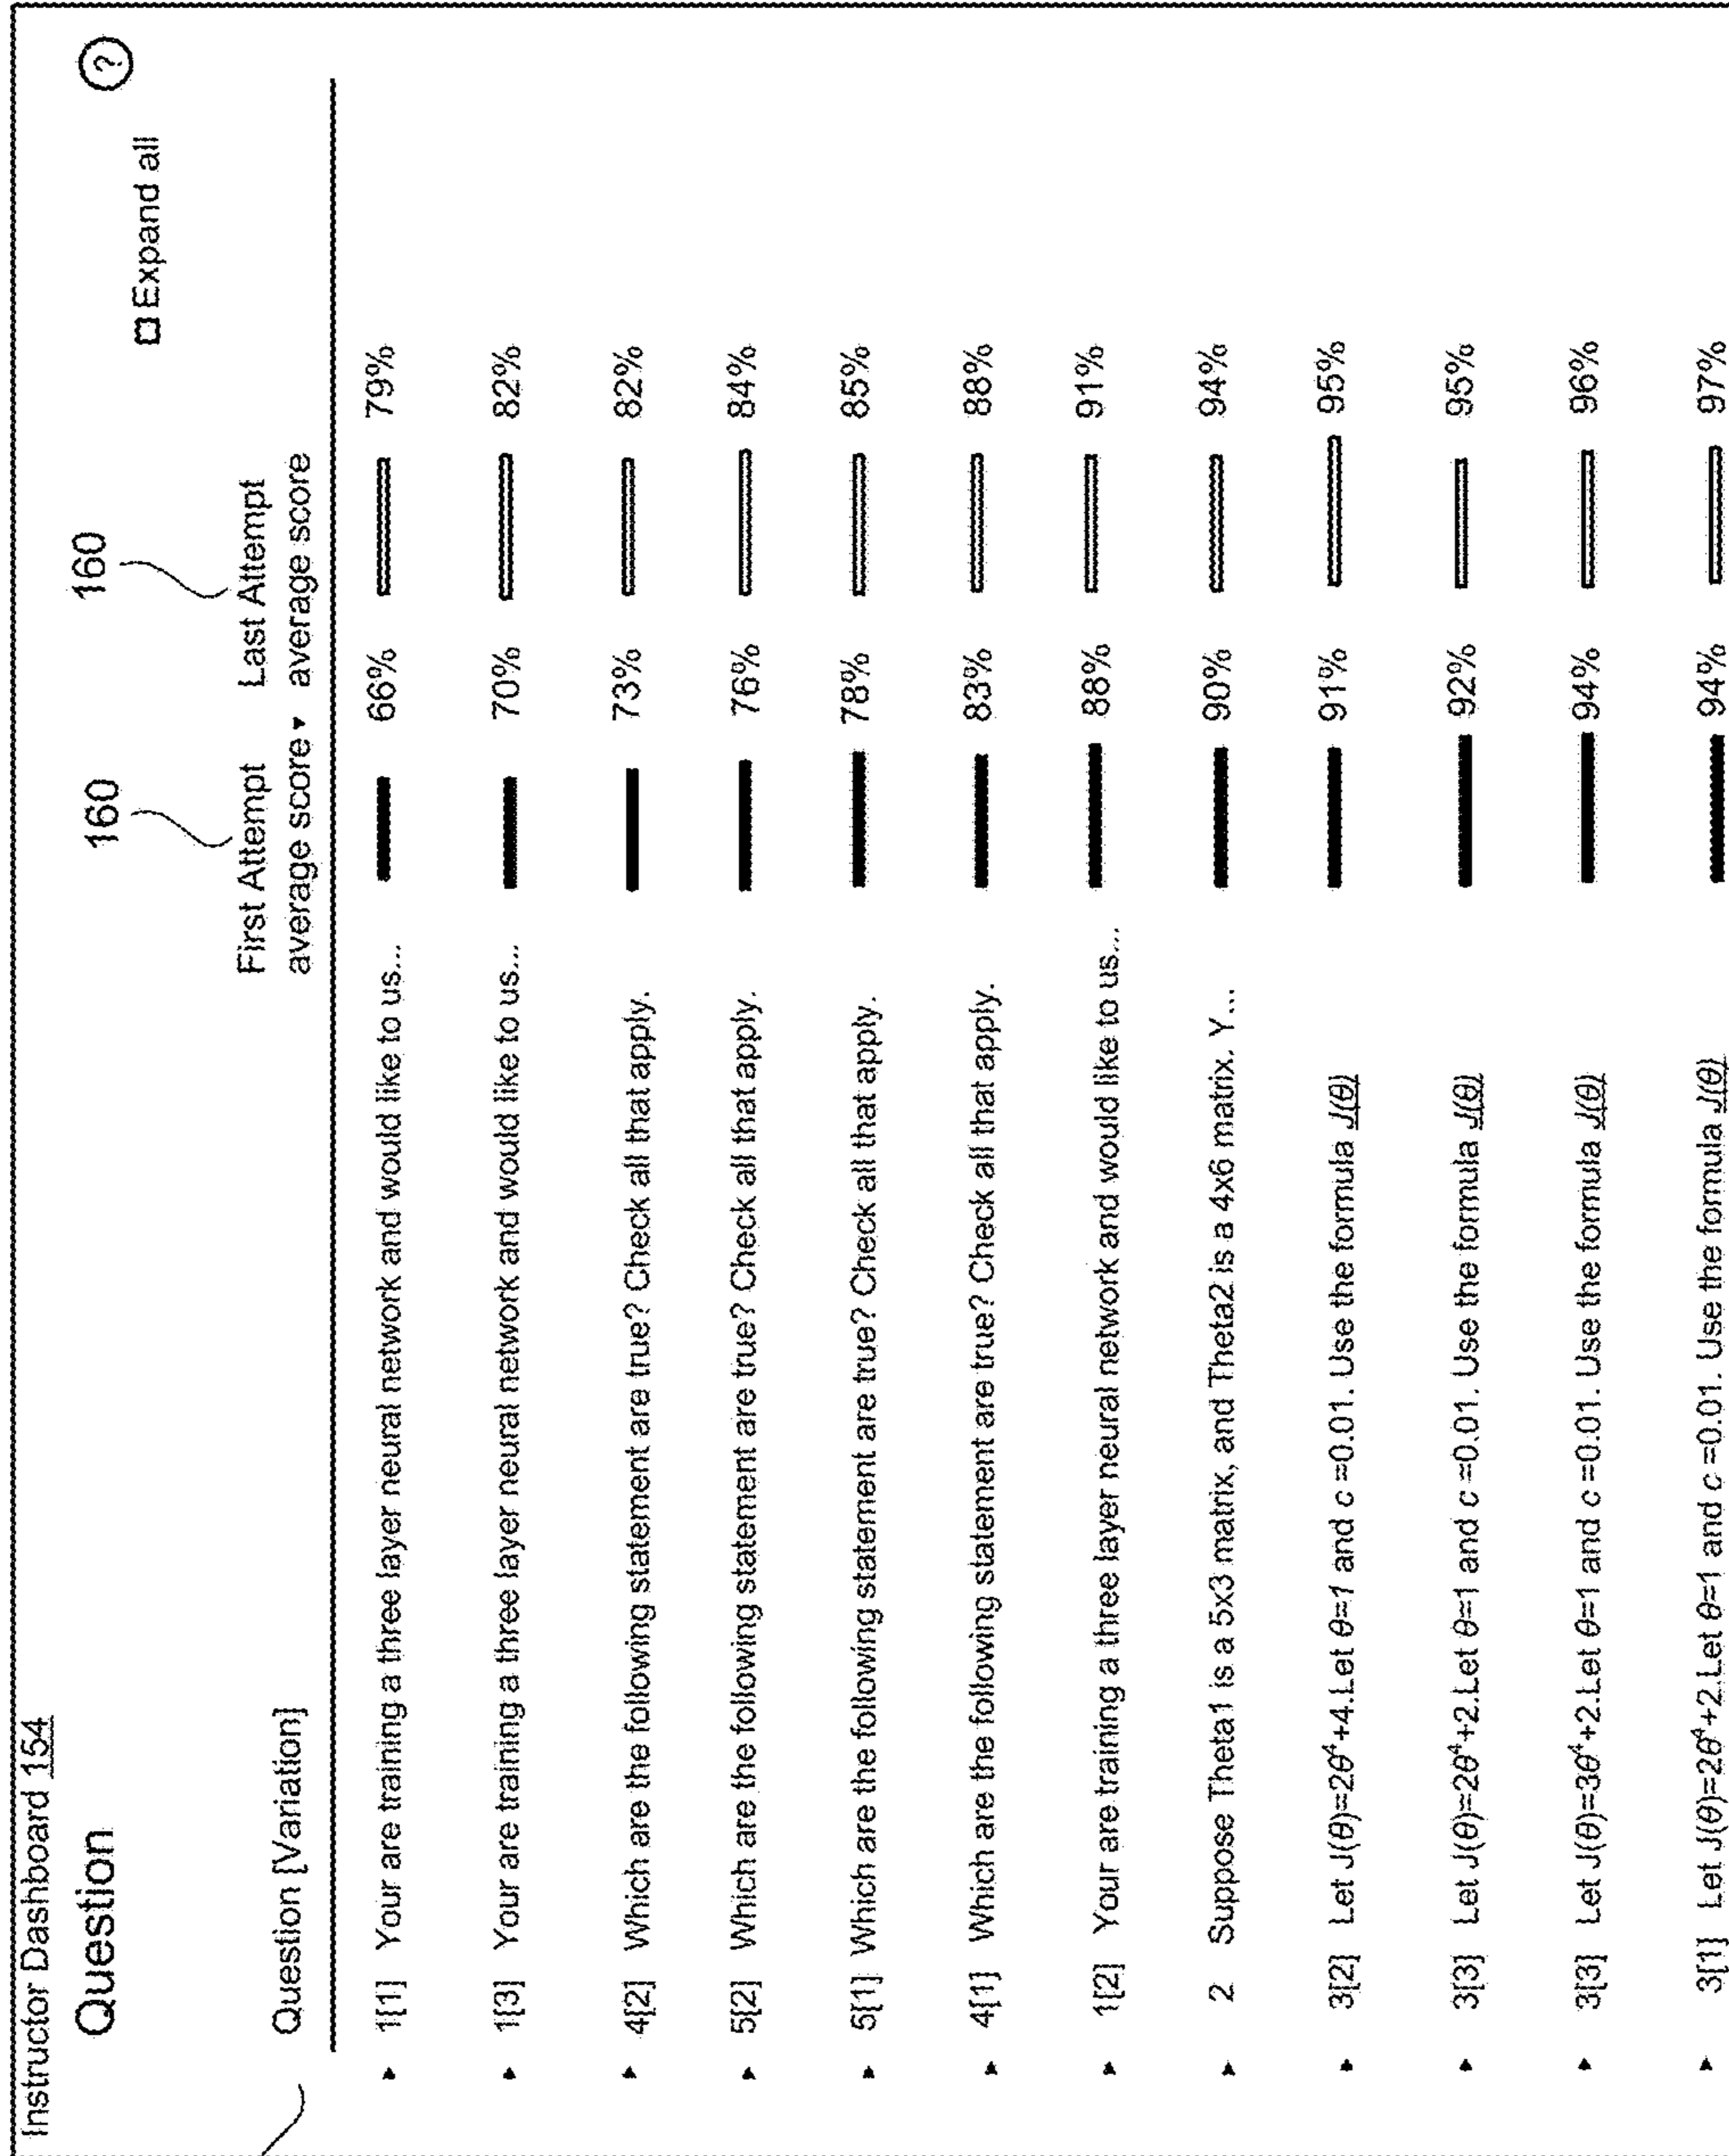 Instructor Dashboard 154
Question
?
160 160
Expand all
Question [Variation] First Attempt average score ▾ Last Attempt average score
1[1] Your are training a three layer neural network and would like to us... 66% 79%
1[3] Your are training a three layer neural network and would like to us... 70% 82%
4[2] Which are the following statement are true? Check all that apply. 73% 82%
5[2] Which are the following statement are true? Check all that apply. 76% 84%
5[1] Which are the following statement are true? Check all that apply. 78% 85%
4[1] Which are the following statement are true? Check all that apply. 83% 88%
1[2] Your are training a three layer neural network and would like to us... 88% 91%
2 Suppose Theta1 is a 5x3 matrix, and Theta2 is a 4x6 matrix. Y... 90% 94%
3[2] Let J(θ)=2θ⁴+4.Let θ=1 and c =0.01. Use the formula J(θ) 91% 95%
3[3] Let J(θ)=2θ⁴+2.Let θ=1 and c =0.01. Use the formula J(θ) 92% 95%
3[3] Let J(θ)=3θ⁴+2.Let θ=1 and c =0.01. Use the formula J(θ) 94% 96%
3[1] Let J(θ)=2θ⁴+2.Let θ=1 and c =0.01. Use the formula J(θ) 94% 97%